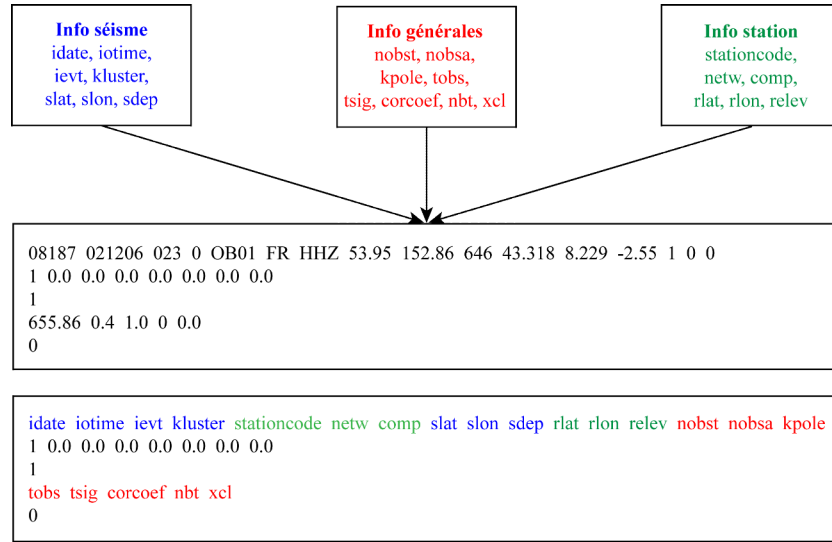 Info séisme
idate, iotime,
ievt, kluster,
slat, slon, sdep
Info générales
nobst, nobsa,
kpole, tobs,
tsig, corcoef, nbt, xcl
Info station
stationcode,
netw, comp,
rlat, rlon, relev
08187 021206 023 0 OB01 FR HHZ 53.95 152.86 646 43.318 8.229 -2.55 1 0 0
1 0.0 0.0 0.0 0.0 0.0 0.0 0.0
1
655.86 0.4 1.0 0 0.0
0
idate iotime ievt kluster stationcode netw comp slat slon sdep rlat rlon relev nobst nobsa kpole
1 0.0 0.0 0.0 0.0 0.0 0.0 0.0
1
tobs tsig corcoef nbt xcl
0